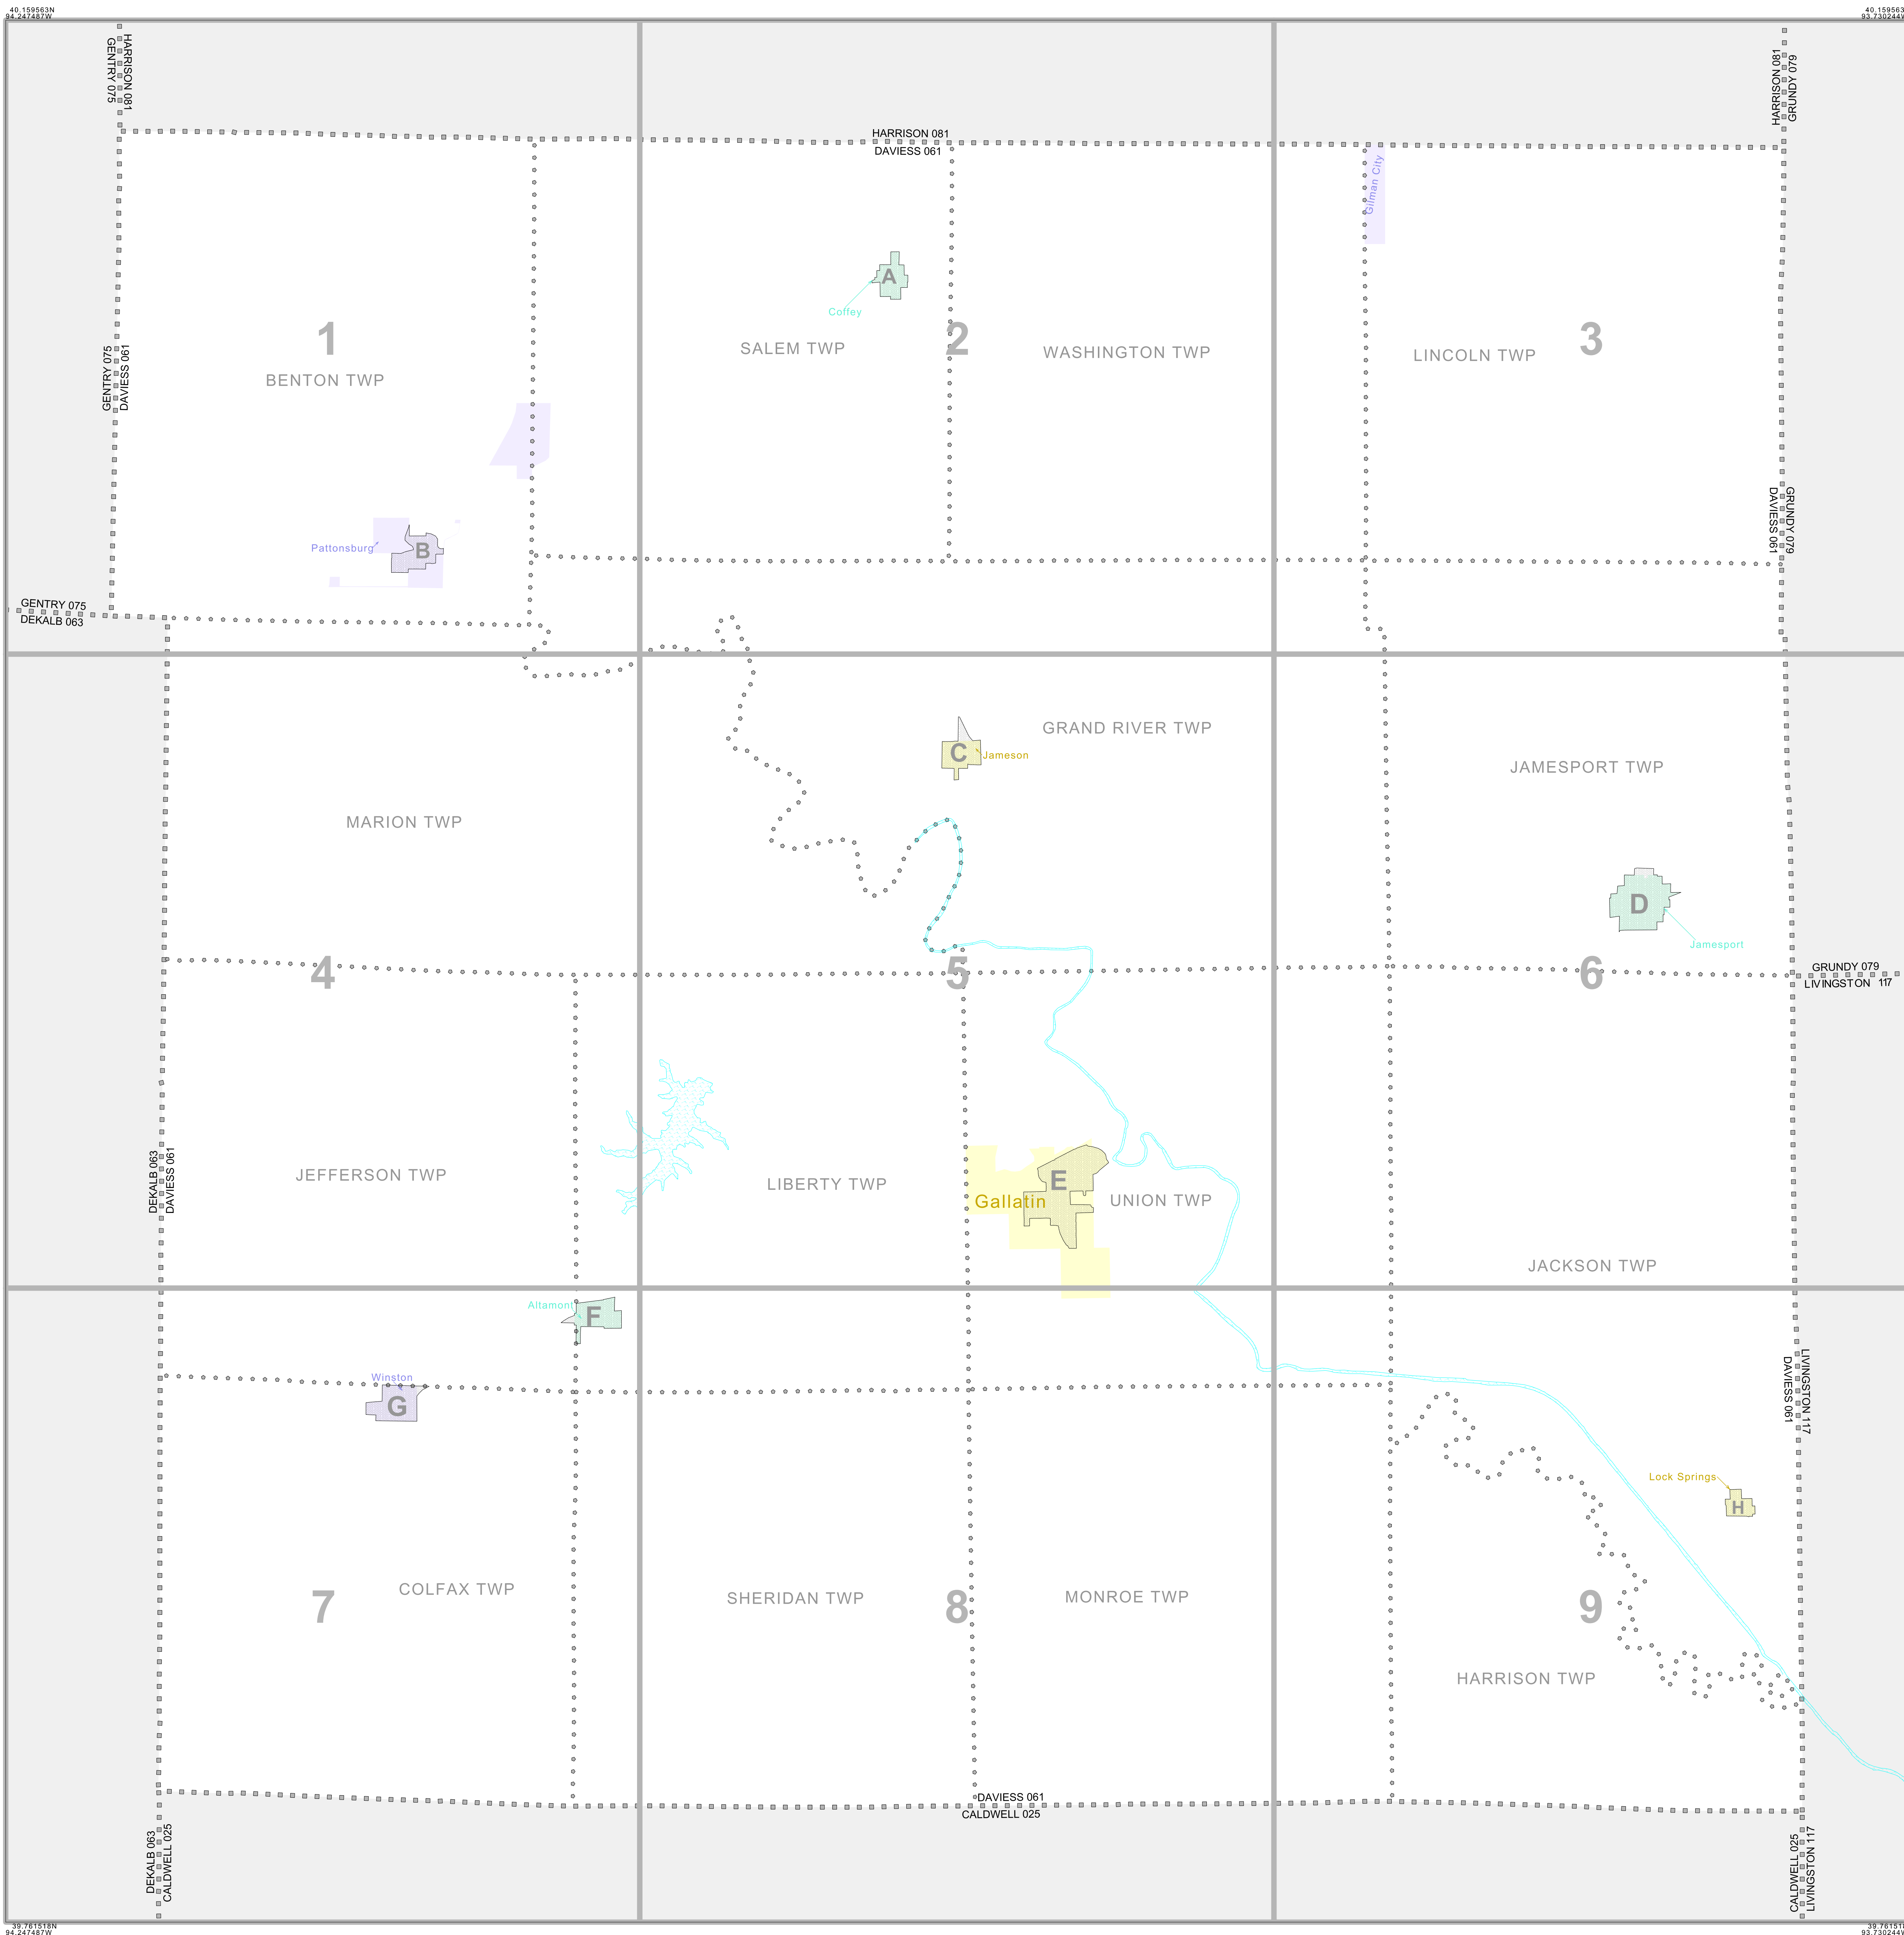 40.159563N
94.247487W
40.159563
93.730244W
GENTRY 075
HARRISON 081
HARRISON 081
GRUNDY 079
HARRISON 081
DAVIESS 061
Gilman City
A
Coffey
1
2
3
SALEM TWP
WASHINGTON TWP
LINCOLN TWP
BENTON TWP
GENTRY 075
DAVIESS 061
DAVIESS 061
GRUNDY 079
Pattonsburg
B
GENTRY 075
DEKALB 063
GRAND RIVER TWP
C
Jameson
JAMESPORT TWP
MARION TWP
D
Jamesport
4
5
6
GRUNDY 079
LIVINGSTON 117
JEFFERSON TWP
LIBERTY TWP
E
Gallatin
UNION TWP
DEKALB 063
DAVIESS 061
JACKSON TWP
Altamont
F
Winston
G
DAVIESS 061
LIVINGSTON 117
Lock Springs
H
7
8
9
COLFAX TWP
SHERIDAN TWP
MONROE TWP
HARRISON TWP
DAVIESS 061
CALDWELL 025
DEKALB 063
CALDWELL 025
CALDWELL 025
LIVINGSTON 117
39.761518N
94.247487W
39.761518
93.730244W